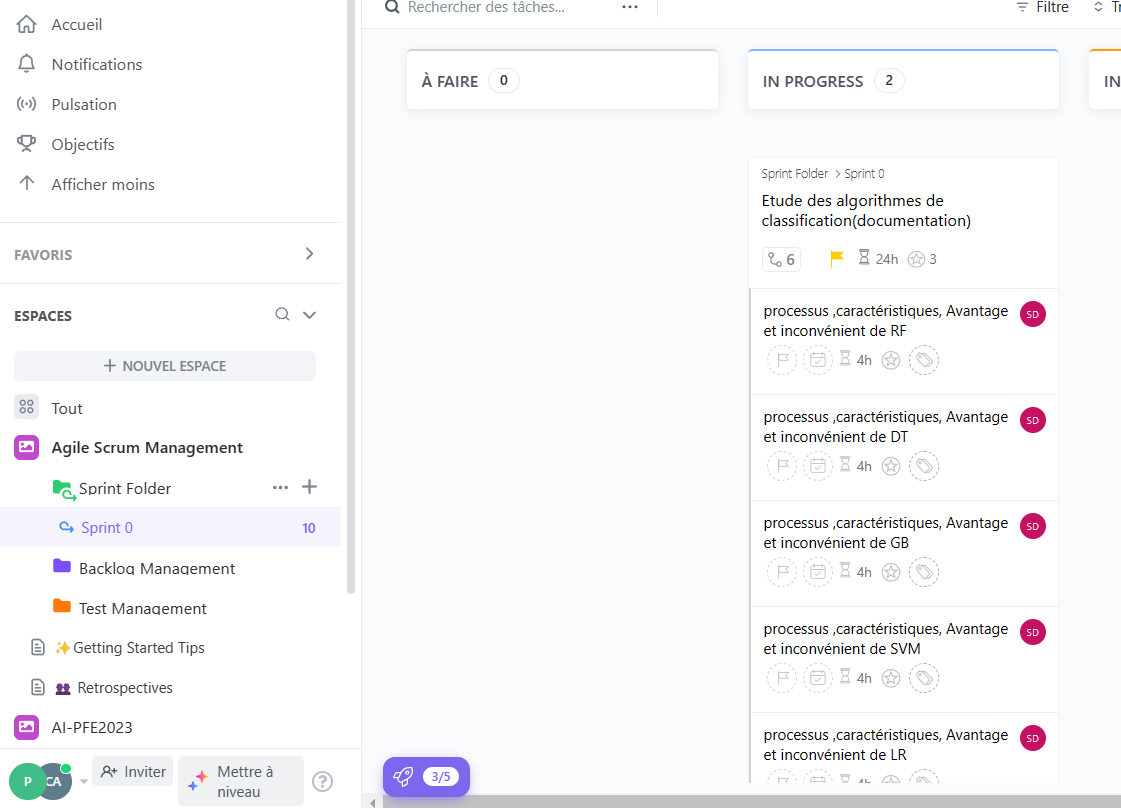 Accueil
Notifications
Pulsation
Objectifs
Afficher moins
FAVORIS
ESPACES
NOUVEL ESPACE
Tout
Agile Scrum Management
Sprint Folder
Sprint 0
10
Backlog Management
Test Management
✨Getting Started Tips
Retrospectives
AI-PFE2023
P
CA
Inviter
Mettre à
niveau
?
Rechercher des tâches...
Filtre
À FAIRE 0
IN PROGRESS 2
IN
Sprint Folder > Sprint 0
Etude des algorithmes de
classification(documentation)
6 24h 3
processus ,caractéristiques, Avantage
et inconvénient de RF
SD
4h
processus ,caractéristiques, Avantage
et inconvénient de DT
SD
4h
processus ,caractéristiques, Avantage
et inconvénient de GB
SD
4h
processus ,caractéristiques, Avantage
et inconvénient de SVM
SD
4h
processus ,caractéristiques, Avantage
et inconvénient de LR
SD
4h
3/5